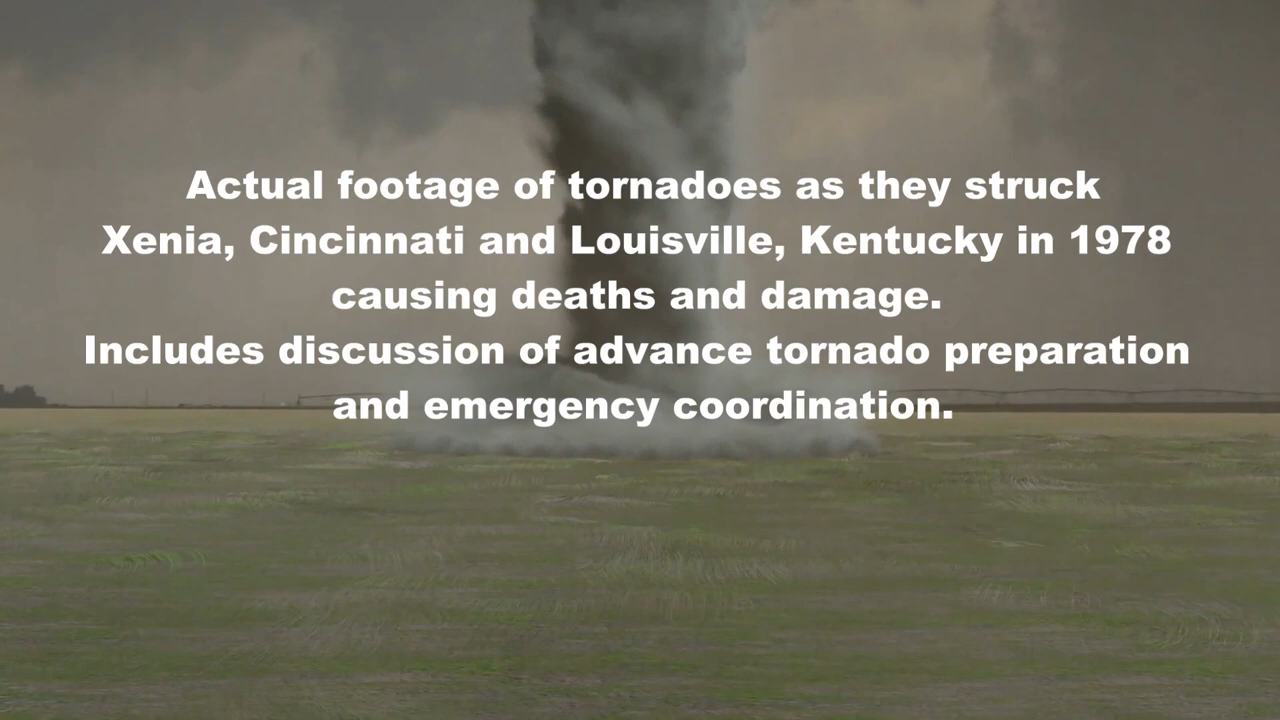 Actual footage of tornadoes as they struck
Xenia, Cincinnati and Louisville, Kentucky in 1978
causing deaths and damage.
Includes discussion of advance tornado preparation
and emergency coordination.